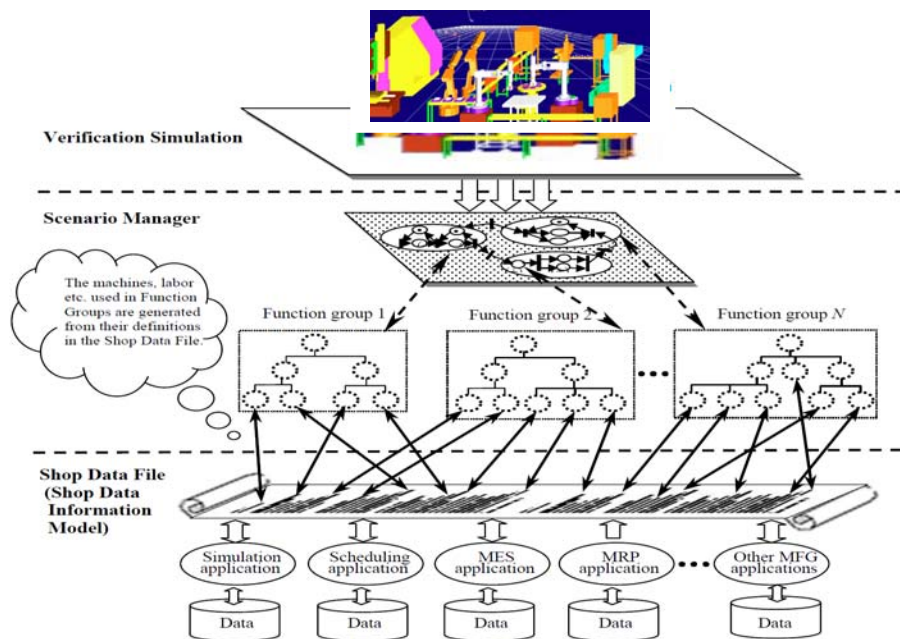 Verification Simulation
Scenario Manager
The machines, labor
etc. used in Function
Groups are generated
from their definitions
in the Shop Data File.
Function group 1
Function group 2
Function group N
Shop Data File
(Shop Data
Information
Model)
Simulation
application
Scheduling
application
MES
application
MRP
application
Other MFG
applications
Data
Data
Data
Data
Data